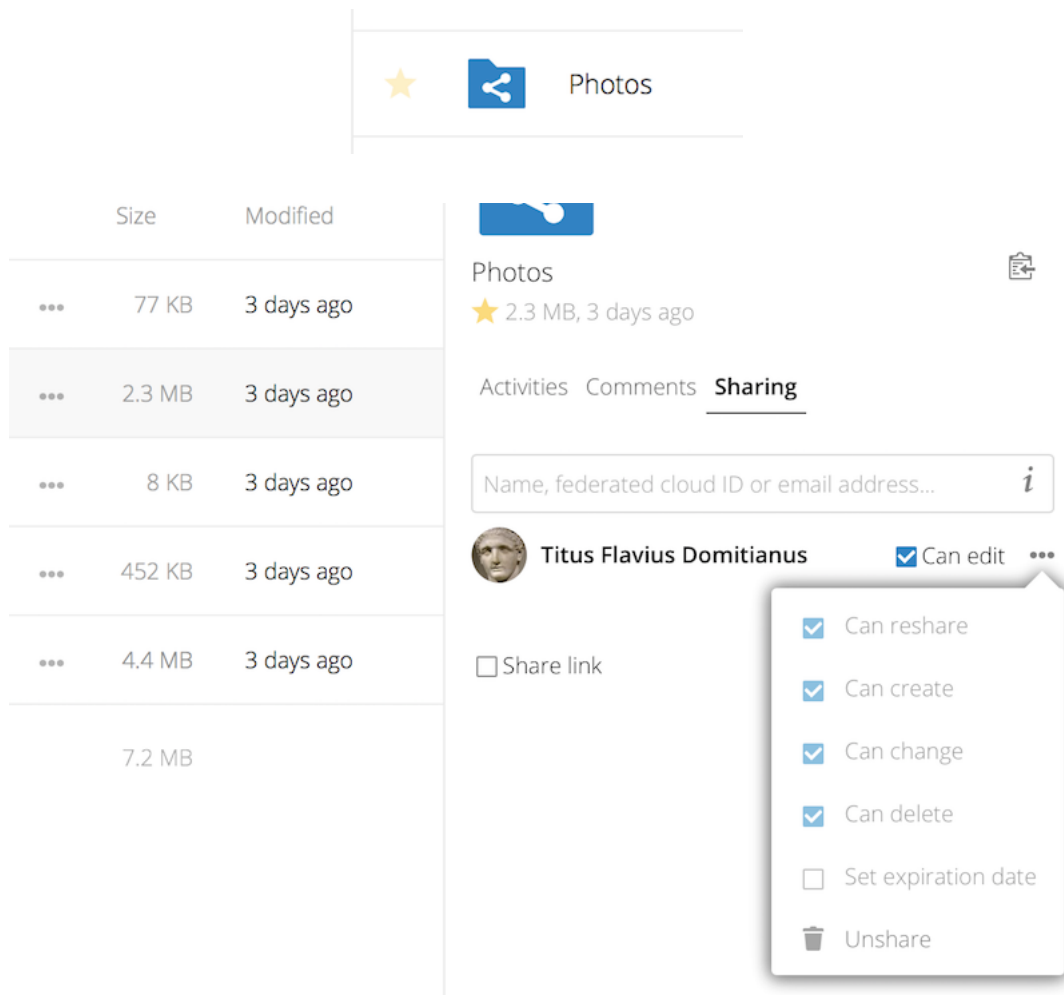 Photos
Size Modified
77 KB 3 days ago
2.3 MB 3 days ago
8 KB 3 days ago
452 KB 3 days ago
4.4 MB 3 days ago
7.2 MB
Photos
2.3 MB, 3 days ago
Activities Comments Sharing
Name, federated cloud ID or email address... i
Titus Flavius Domitianus Can edit
Can reshare
Can create
Can change
Can delete
Set expiration date
Unshare
Share link